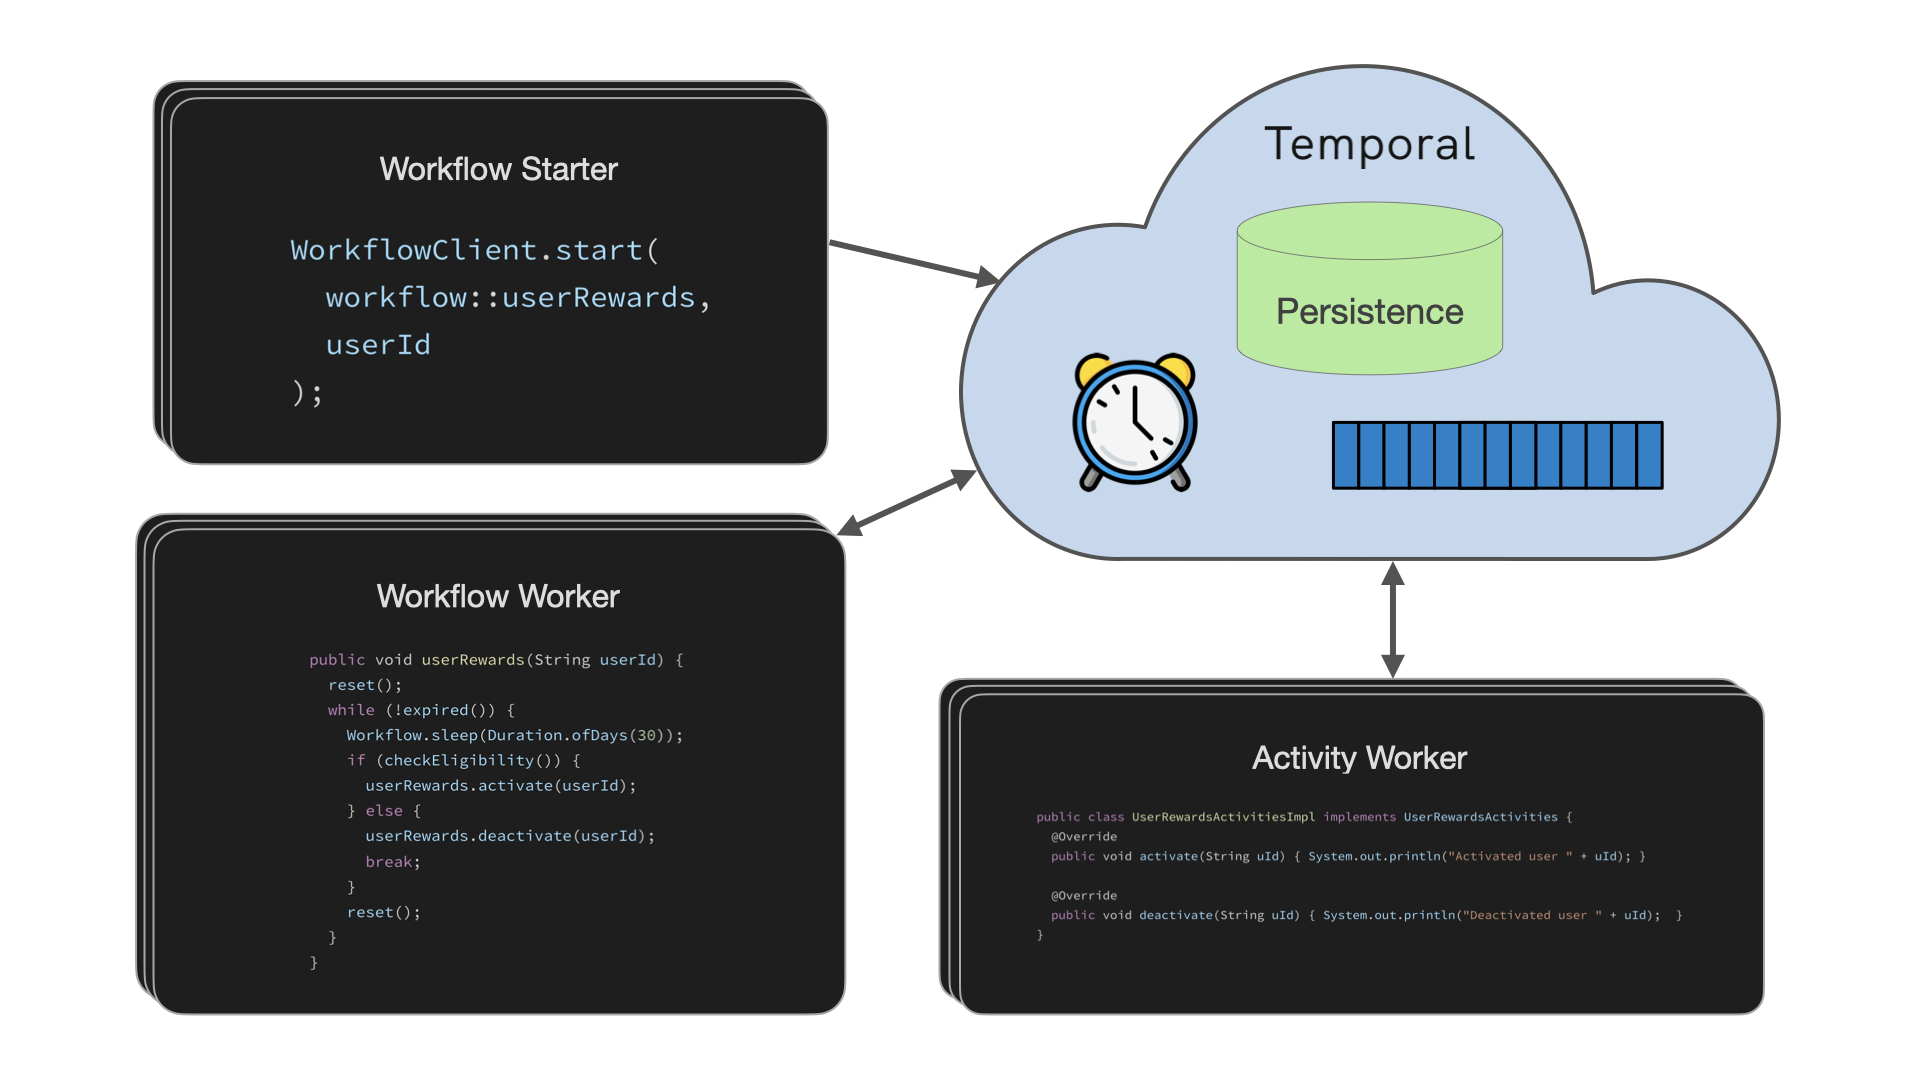 Workflow Starter
WorkflowClient.start(
workflow::userRewards,
userId
);
Temporal
Persistence
Workflow Worker
public void userRewards(String userId) {
reset();
while (!expired()) {
Workflow.sleep(Duration.ofDays(30));
if (checkEligibility()) {
userRewards.activate(userId);
} else {
userRewards.deactivate(userId);
break;
}
reset();
}
}
Activity Worker
public class UserRewardsActivitiesImpl implements UserRewardsActivities {
@Override
public void activate(String uId) { System.out.println("Activated user " + uId); }
@Override
public void deactivate(String uId) { System.out.println("Deactivated user " + uId);  }
}